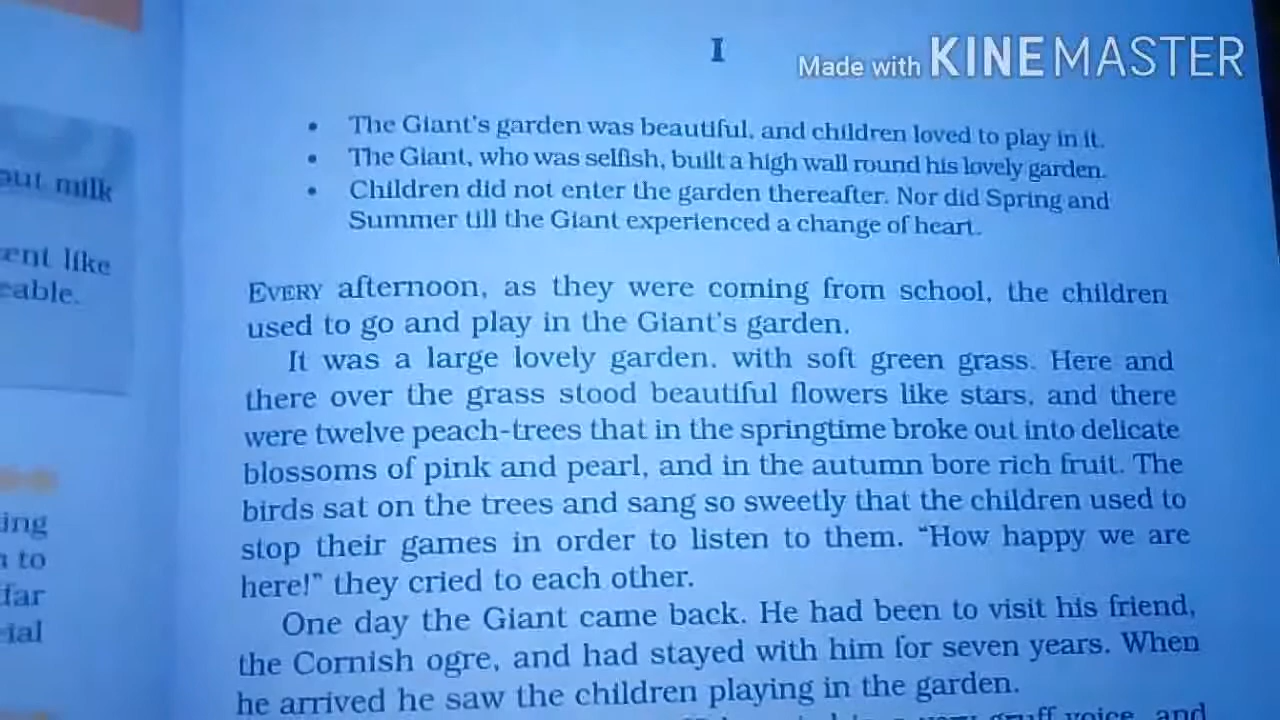 I
Made with KINEMASTER
• The Giant's garden was beautiful, and children loved to play in it.
• The Giant, who was selfish, built a high wall round his lovely garden.
• Children did not enter the garden thereafter. Nor did Spring and
Summer till the Giant experienced a change of heart.
EVERY afternoon, as they were coming from school, the children
used to go and play in the Giant's garden.
It was a large lovely garden, with soft green grass. Here and
there over the grass stood beautiful flowers like stars, and there
were twelve peach-trees that in the springtime broke out into delicate
blossoms of pink and pearl, and in the autumn bore rich fruit. The
birds sat on the trees and sang so sweetly that the children used to
stop their games in order to listen to them. “How happy we are
here!” they cried to each other.
One day the Giant came back. He had been to visit his friend,
the Cornish ogre, and had stayed with him for seven years. When
he arrived he saw the children playing in the garden.
gruff voice, and
milk
like
ing
to
far